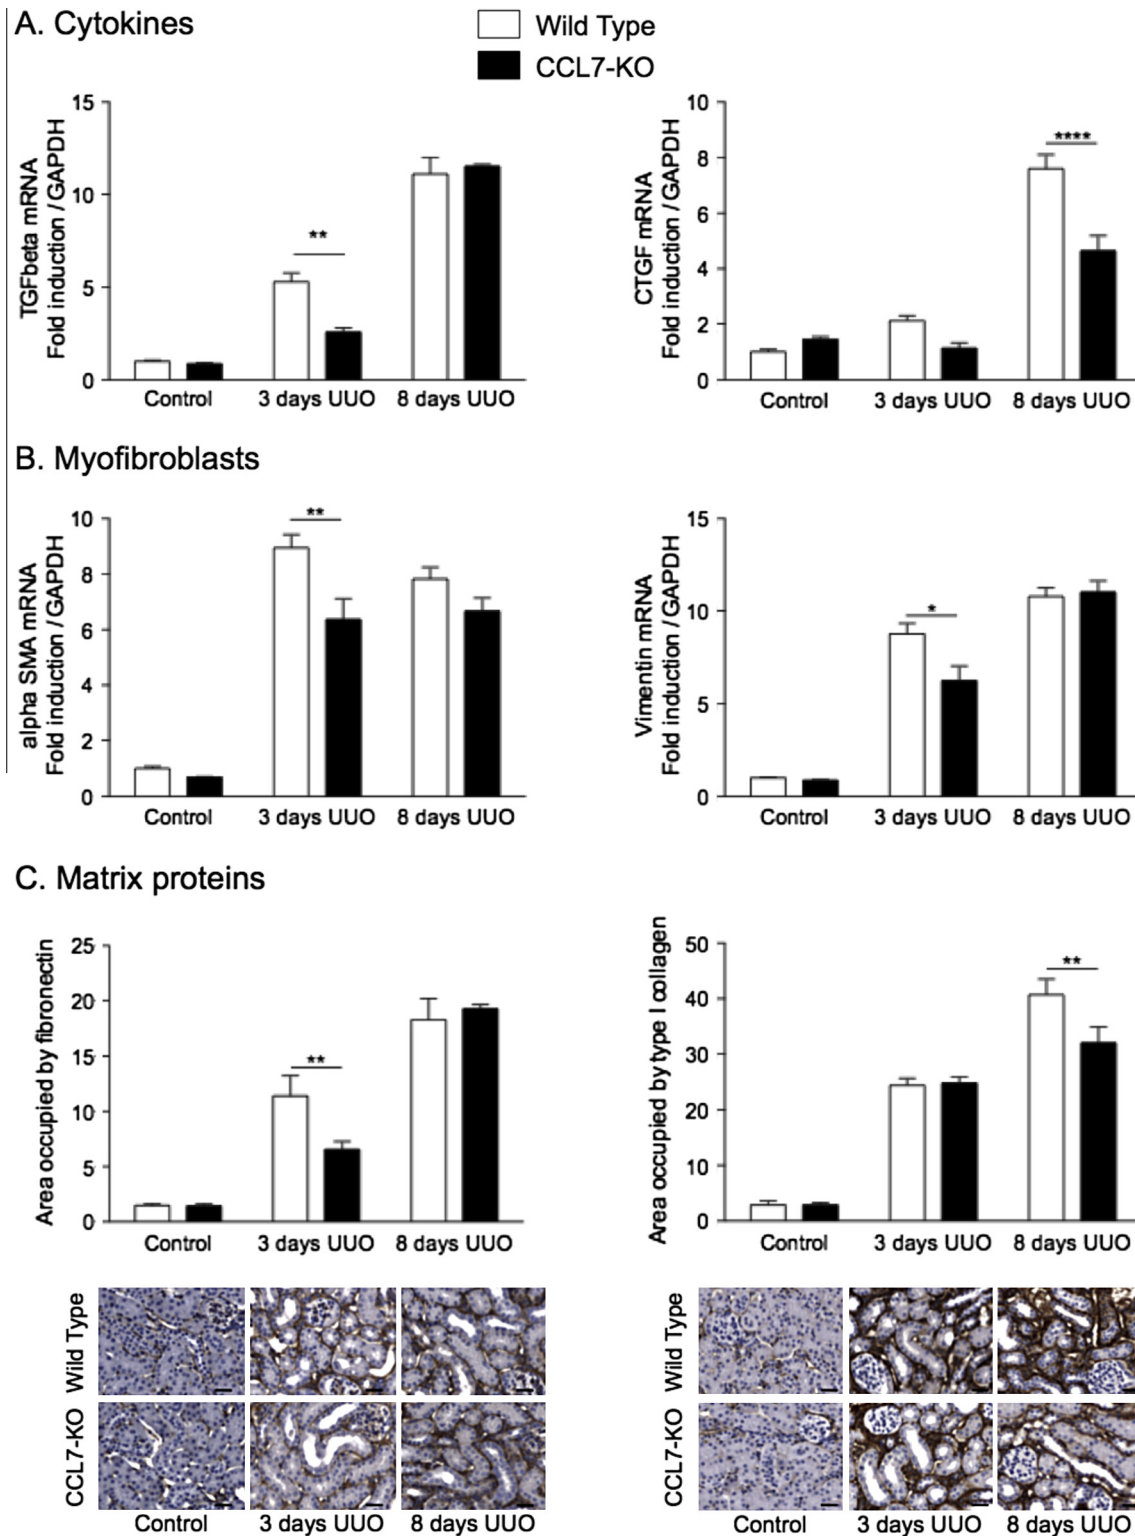 A. Cytokines
Wild Type
CCL7-KO
TGFbeta mRNA
Fold induction / GAPDH
15
10
5
0
**
Control
3 days UUO
8 days UUO
CTGF mRNA
Fold induction / GAPDH
10
8
6
4
2
0
****
Control
3 days UUO
8 days UUO
B. Myofibroblasts
alpha SMA mRNA
Fold induction / GAPDH
10
8
6
4
2
0
**
Control
3 days UUO
8 days UUO
Vimentin mRNA
Fold induction / GAPDH
15
10
5
0
*
Control
3 days UUO
8 days UUO
C. Matrix proteins
Area occupied by fibronectin
25
20
15
10
5
0
**
Control
3 days UUO
8 days UUO
Area occupied by type I collagen
50
40
30
20
10
0
**
Control
3 days UUO
8 days UUO
Wild Type
CCL7-KO
Control
3 days UUO
8 days UUO
Wild Type
CCL7-KO
Control
3 days UUO
8 days UUO